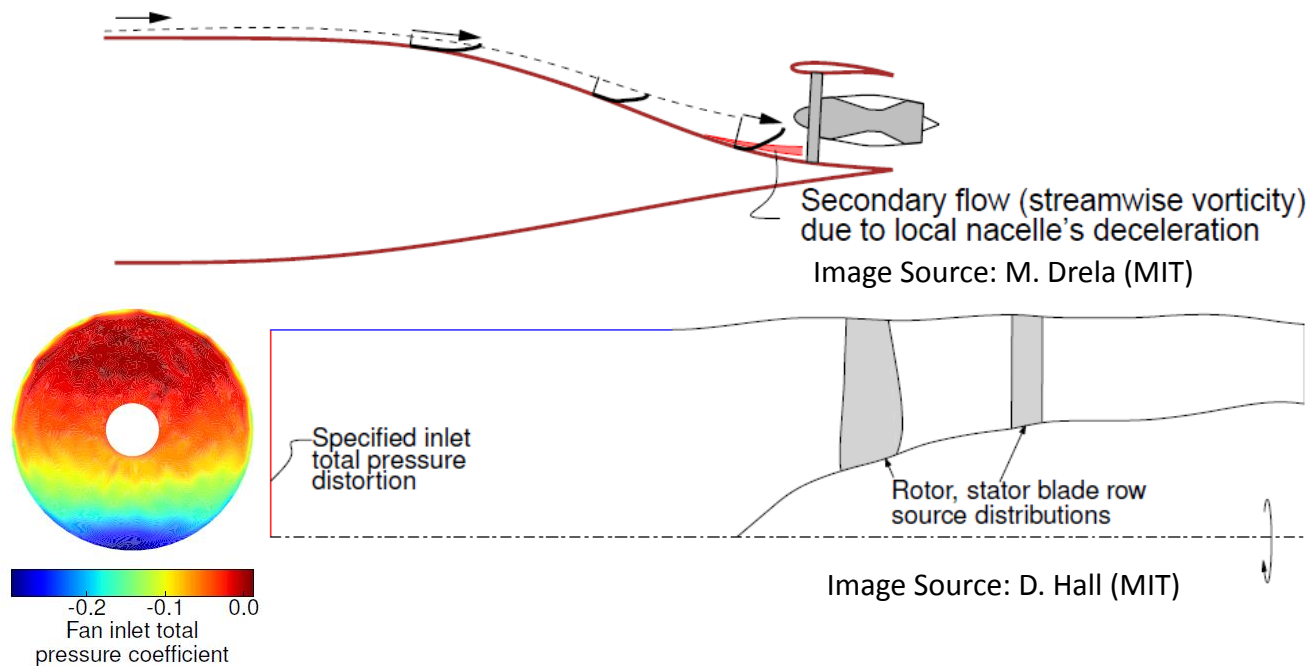 Secondary flow (streamwise vorticity)
due to local nacelle's deceleration
Image Source: M. Drela (MIT)
Specified inlet
total pressure
distortion
Rotor, stator blade row
source distributions
Image Source: D. Hall (MIT)
-0.2 -0.1 0.0
Fan inlet total
pressure coefficient